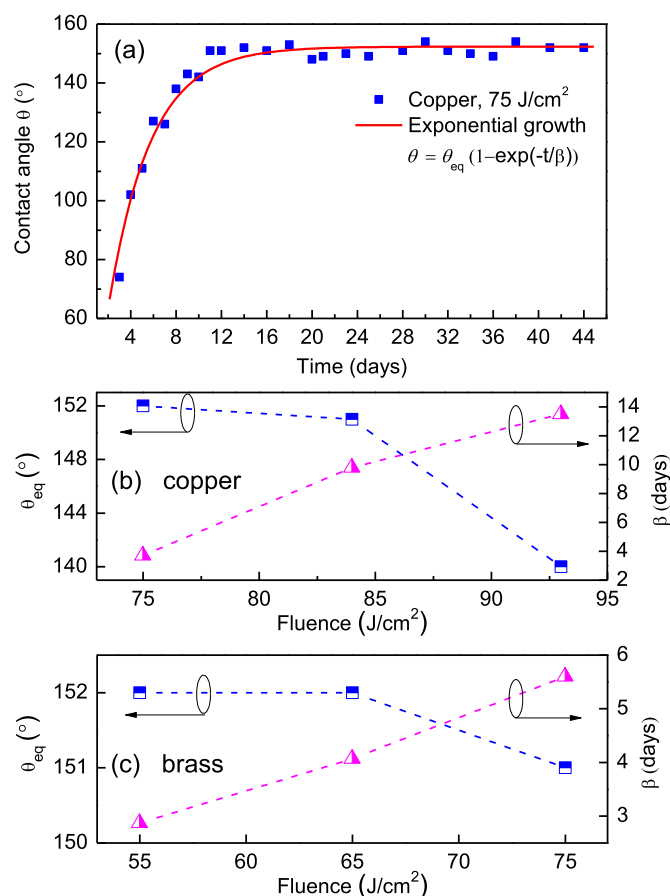 160
(a)
140
120
100
80
60
Contact angle θ (°)
Copper, 75 J/cm²
Exponential growth
θ = θeq (1−exp(-t/β))
4 8 12 16 20 24 28 32 36 40 44
Time (days)
152
148
144
140
θeq (°)
(b) copper
14
12
10
8
6
4
2
β (days)
75 80 85 90 95
Fluence (J/cm²)
152
151
150
θeq (°)
(c) brass
6
5
4
3
β (days)
55 60 65 70 75
Fluence (J/cm²)